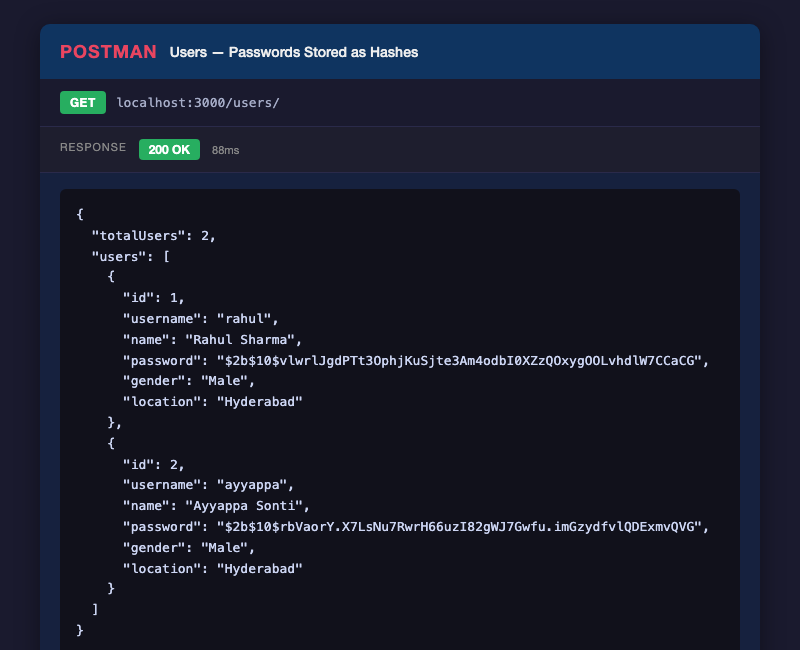 POSTMAN Users — Passwords Stored as Hashes
GET localhost:3000/users/
RESPONSE 200 OK 88ms
{
  "totalUsers": 2,
  "users": [
    {
      "id": 1,
      "username": "rahul",
      "name": "Rahul Sharma",
      "password": "$2b$10$vlwrlJgdPTt3OphjKuSjte3Am4odbI0XZzQOxygOOLvhdlW7CCaCG",
      "gender": "Male",
      "location": "Hyderabad"
    },
    {
      "id": 2,
      "username": "ayyappa",
      "name": "Ayyappa Sonti",
      "password": "$2b$10$rbVaorY.X7LsNu7RwrH66uzI82gWJ7Gwfu.imGzydfvlQDExmvQVG",
      "gender": "Male",
      "location": "Hyderabad"
    }
  ]
}